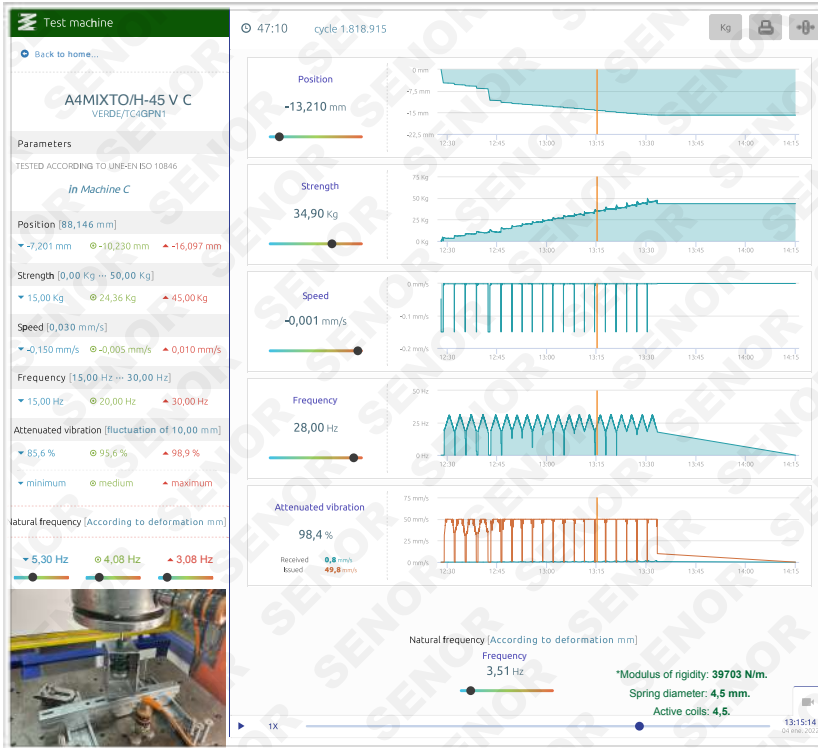 Test machine
Back to home...
A4MIXTO/H-45 V C
VERDE/TC4GPN1
Parameters
TESTED ACCORDING TO UNE-EN ISO 10846
in Machine C
Position [88,146 mm]
-7,201 mm -10,230 mm -16,097 mm
Strength [0,00 Kg ··· 50,00 Kg]
15,00 Kg 24,36 Kg 45,00 Kg
Speed [0,030 mm/s]
-0,150 mm/s -0,005 mm/s 0,010 mm/s
Frequency [15,00 Hz ··· 30,00 Hz]
15,00 Hz 20,00 Hz 30,00 Hz
Attenuated vibration [fluctuation of 10,00 mm]
85,6 % 95,6 % 98,9 %
minimum medium maximum
Natural frequency [According to deformation mm]
5,30 Hz 4,08 Hz 3,08 Hz
47:10 cycle 1.818.915
Kg
Position
-13,210 mm
0 mm
-7,5 mm
-15 mm
-22,5 mm
12:30 12:45 13:00 13:15 13:30 13:45 14:00 14:15
Strength
34,90 Kg
75 Kg
50 Kg
25 Kg
0 Kg
12:30 12:45 13:00 13:15 13:30 13:45 14:00 14:15
Speed
-0,001 mm/s
0 mm/s
-0.1 mm/s
-0.2 mm/s
12:30 12:45 13:00 13:15 13:30 13:45 14:00 14:15
Frequency
28,00 Hz
50 Hz
25 Hz
0 Hz
12:30 12:45 13:00 13:15 13:30 13:45 14:00 14:15
Attenuated vibration
98,4 %
Received 0,8 mm/s
Issued 49,8 mm/s
75 mm/s
50 mm/s
25 mm/s
0 mm/s
12:30 12:45 13:00 13:15 13:30 13:45 14:00 14:15
Natural frequency [According to deformation mm]
Frequency
3,51 Hz
*Modulus of rigidity: 39703 N/m.
Spring diameter: 4,5 mm.
Active coils: 4,5.
1X
13:15:14
04 ene. 2022
SENOR